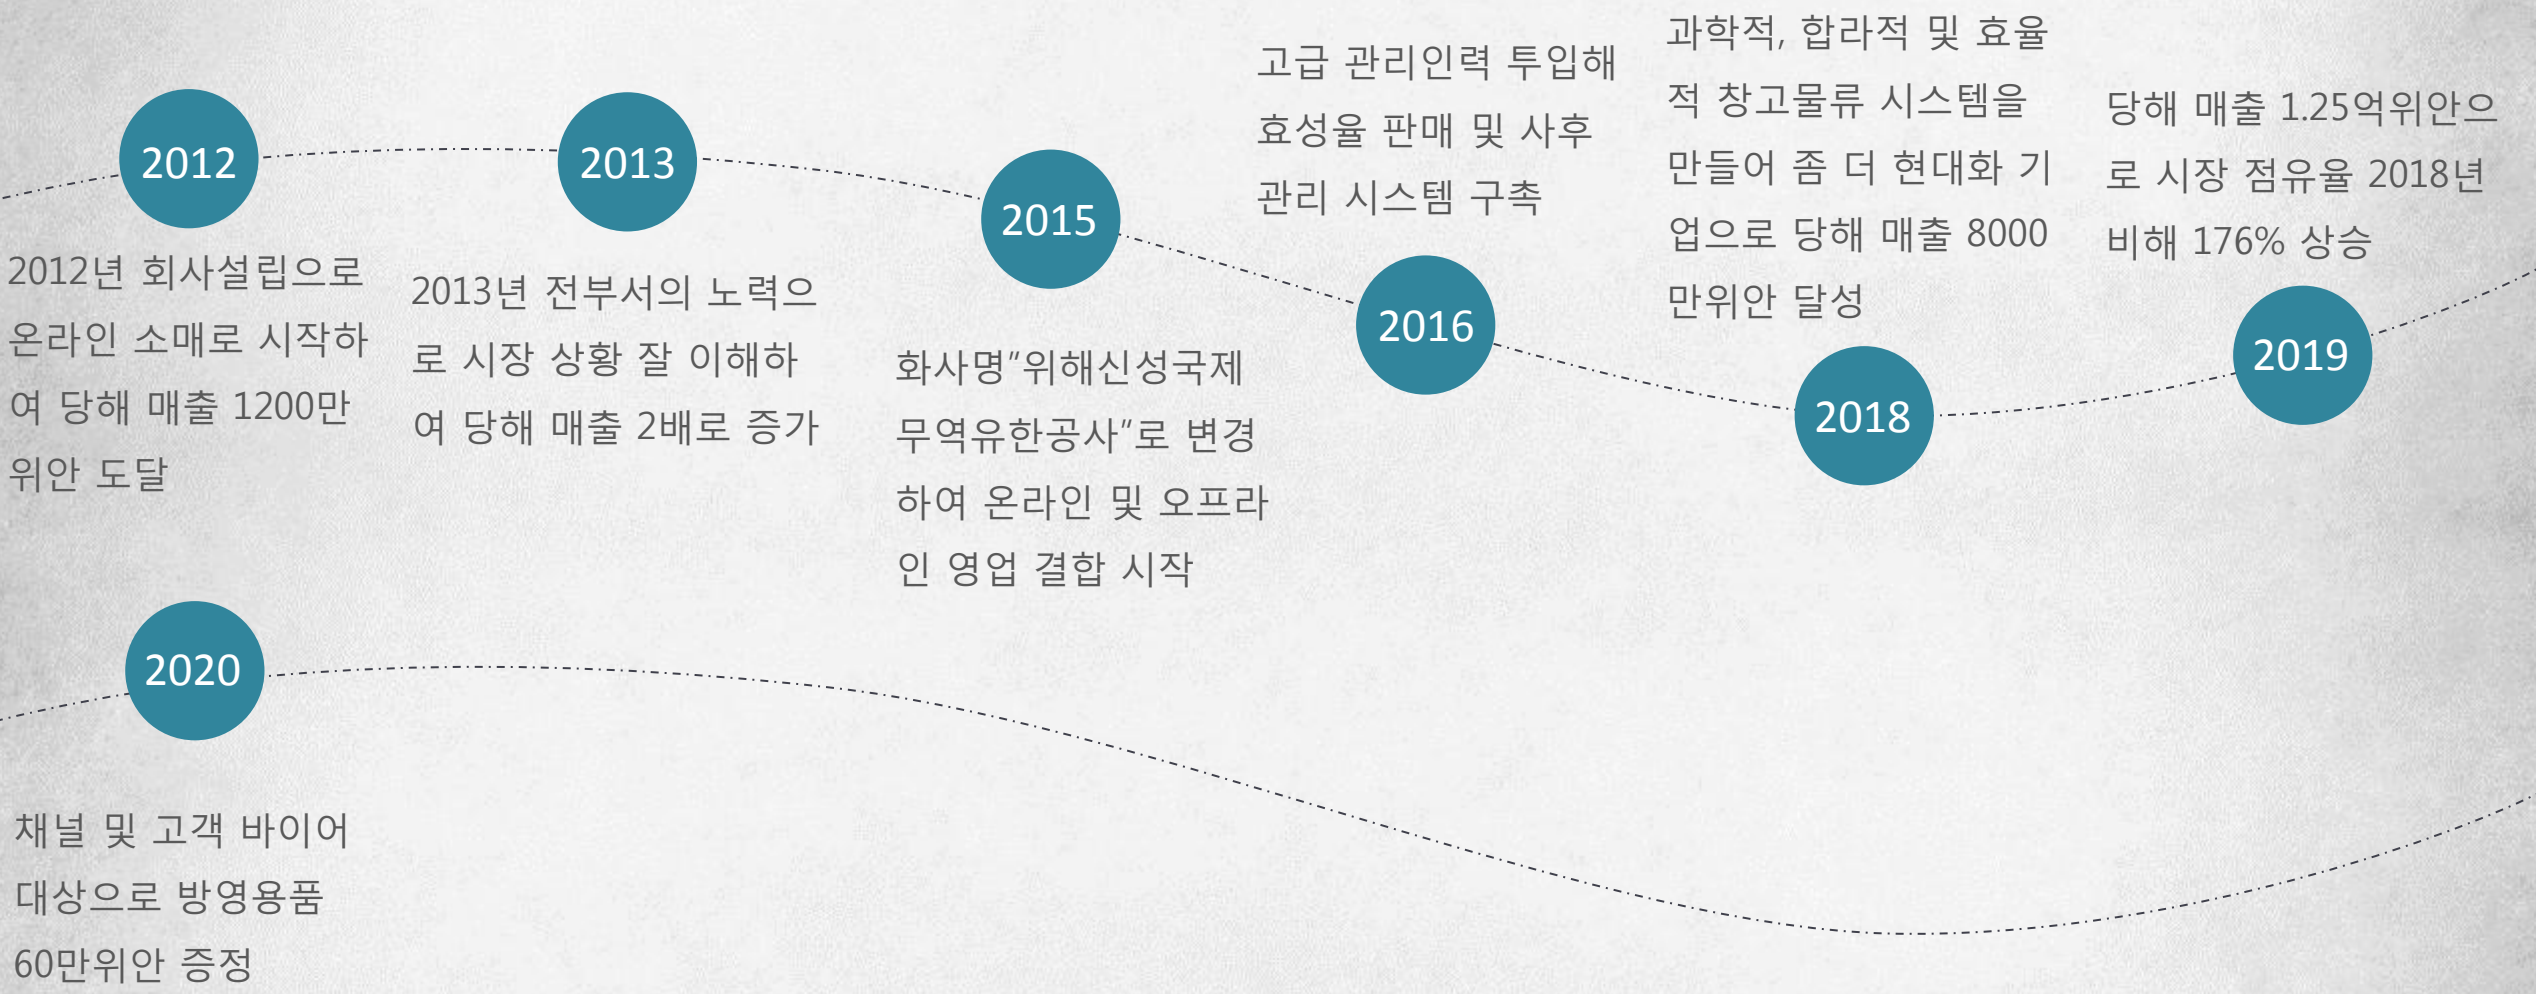 2012
2012년 회사설립으로
온라인 소매로 시작하
여 당해 매출 1200만
위안 도달
2013
2013년 전부서의 노력으
로 시장 상황 잘 이해하
여 당해 매출 2배로 증가
2015
화사명"위해신성국제
무역유한공사"로 변경
하여 온라인 및 오프라
인 영업 결합 시작
고급 관리인력 투입해
효성율 판매 및 사후
관리 시스템 구촉
2016
과학적, 합라적 및 효율
적 창고물류 시스템을
만들어 좀 더 현대화 기
업으로 당해 매출 8000
만위안 달성
2018
당해 매출 1.25억위안으
로 시장 점유율 2018년
비해 176% 상승
2019
2020
채널 및 고객 바이어
대상으로 방영용품
60만위안 증정